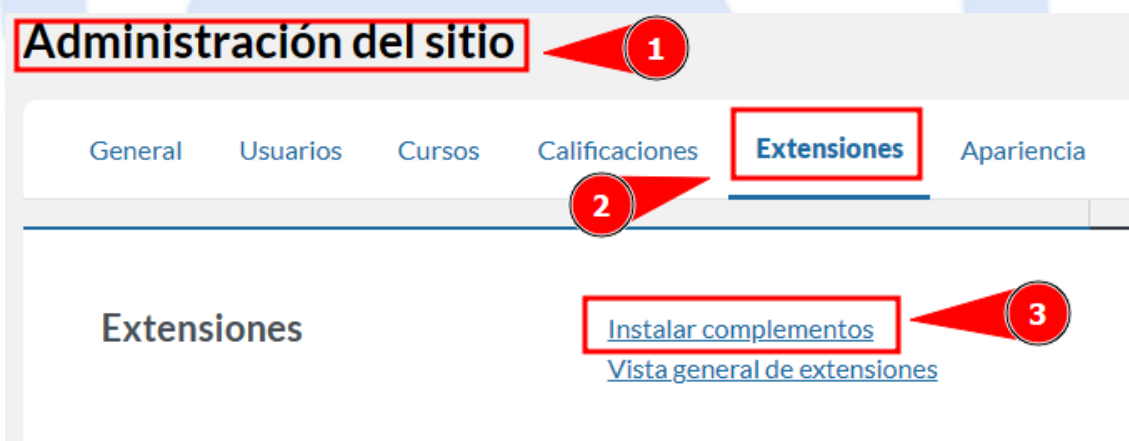 Administración del sitio
1
General Usuarios Cursos Calificaciones Extensiones Apariencia
2
Extensiones
Instalar complementos
3
Vista general de extensiones